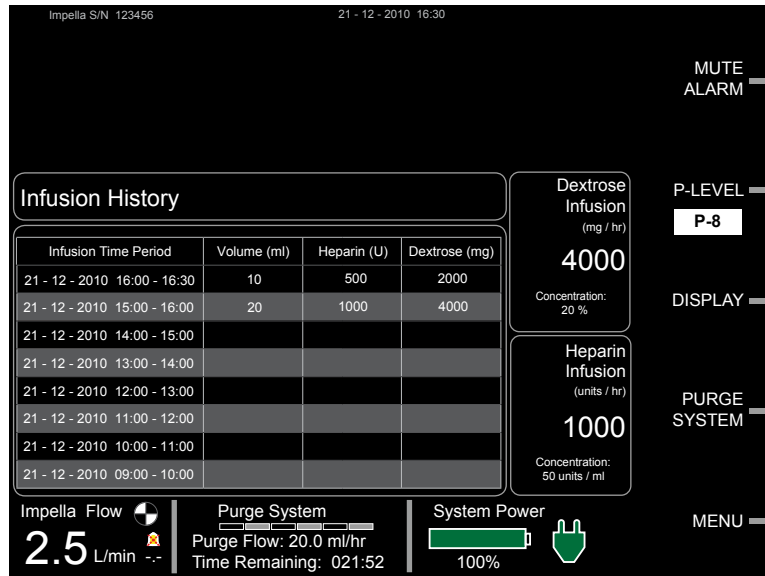 Impella S/N 123456
21 - 12 - 2010 16:30
MUTE
ALARM
Infusion History
Infusion Time Period Volume (ml) Heparin (U) Dextrose (mg)
21 - 12 - 2010 16:00 - 16:30 10 500 2000
21 - 12 - 2010 15:00 - 16:00 20 1000 4000
21 - 12 - 2010 14:00 - 15:00
21 - 12 - 2010 13:00 - 14:00
21 - 12 - 2010 12:00 - 13:00
21 - 12 - 2010 11:00 - 12:00
21 - 12 - 2010 10:00 - 11:00
21 - 12 - 2010 09:00 - 10:00
Dextrose
Infusion
(mg / hr)
4000
Concentration:
20 %
Heparin
Infusion
(units / hr)
1000
Concentration:
50 units / ml
P-LEVEL
P-8
DISPLAY
PURGE
SYSTEM
MENU
Impella Flow
2.5 L/min -.-
Purge System
Purge Flow: 20.0 ml/hr
Time Remaining: 021:52
System Power
100%